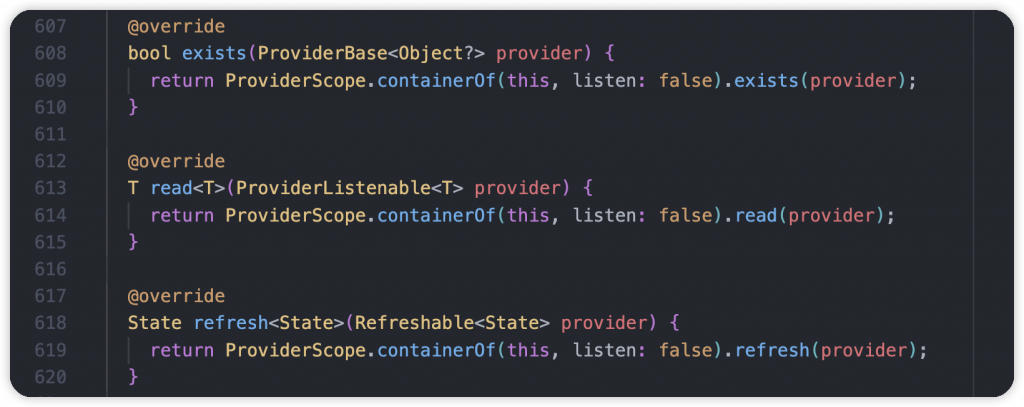 607 @override
608 bool exists(ProviderBase<Object?> provider) {
609 return ProviderScope.containerOf(this, listen: false).exists(provider);
610 }
611
612 @override
613 T read<T>(ProviderListenable<T> provider) {
614 return ProviderScope.containerOf(this, listen: false).read(provider);
615 }
616
617 @override
618 State refresh<State>(Refreshable<State> provider) {
619 return ProviderScope.containerOf(this, listen: false).refresh(provider);
620 }